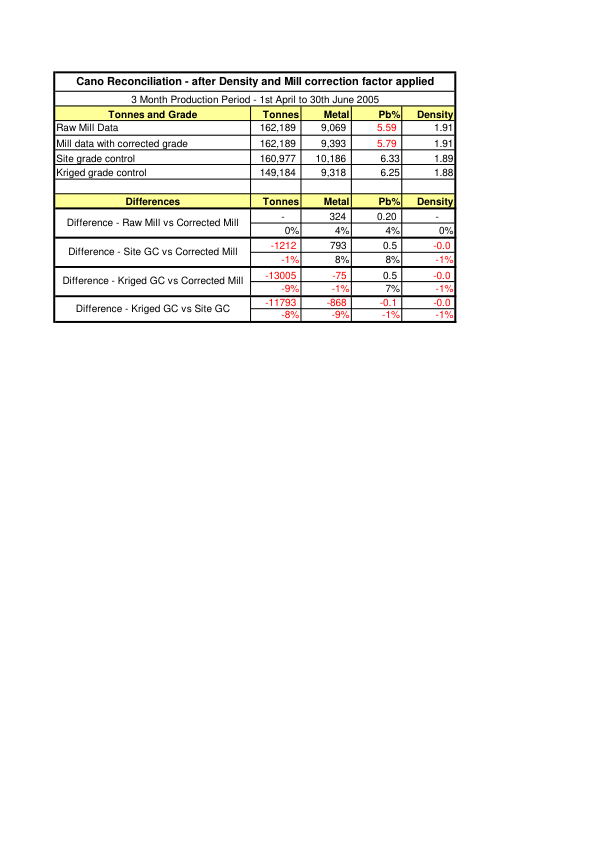 Cano Reconciliation - after Density and Mill correction factor applied
3 Month Production Period - 1st April to 30th June 2005
Tonnes and Grade Tonnes Metal Pb% Density
Raw Mill Data 162,189 9,069 5.59 1.91
Mill data with corrected grade 162,189 9,393 5.79 1.91
Site grade control 160,977 10,186 6.33 1.89
Kriged grade control 149,184 9,318 6.25 1.88
Differences Tonnes Metal Pb% Density
Difference - Raw Mill vs Corrected Mill - 324 0.20 -
0% 4% 4% 0%
Difference - Site GC vs Corrected Mill -1212 793 0.5 -0.0
-1% 8% 8% -1%
Difference - Kriged GC vs Corrected Mill -13005 -75 0.5 -0.0
-9% -1% 7% -1%
Difference - Kriged GC vs Site GC -11793 -868 -0.1 -0.0
-8% -9% -1% -1%